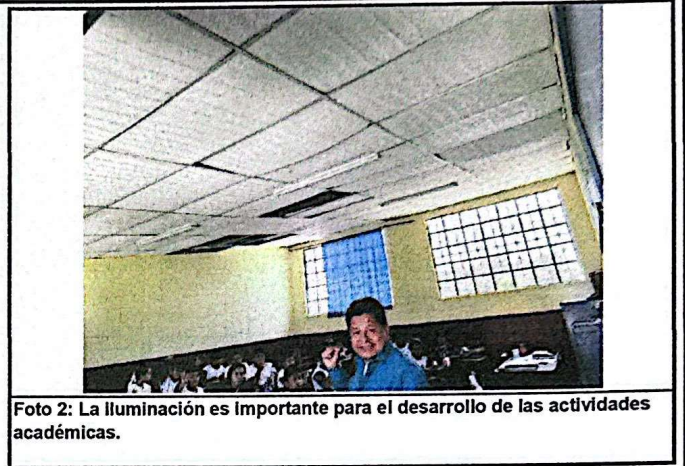 Foto 2: La iluminación es importante para el desarrollo de las actividades
académicas.